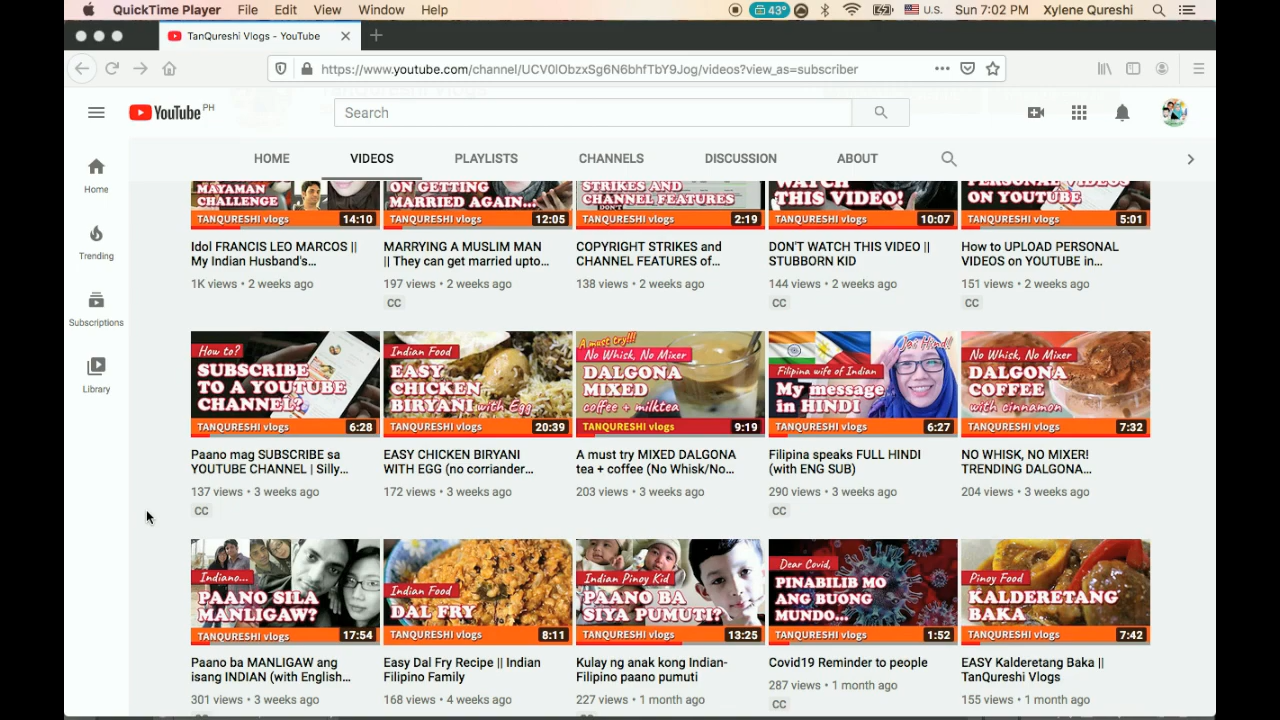 QuickTime Player File Edit View Window Help 43° U.S. Sun 7:02 PM Xylene Qureshi
TanQureshi Vlogs - YouTube
https://www.youtube.com/channel/UCV0lObzxSg6N6bhfTbY9Jog/videos?view_as=subscriber
YouTube PH
Search
HOME VIDEOS PLAYLISTS CHANNELS DISCUSSION ABOUT
Home
Trending
Subscriptions
Library
MAYAMAN
CHALLENGE
TANQURESHI vlogs 14:10
Idol FRANCIS LEO MARCOS ||
My Indian Husband's...
1K views • 2 weeks ago
ON GETTING
MARRIED AGAIN..!
TANQURESHI vlogs 12:05
MARRYING A MUSLIM MAN
|| They can get married upto...
197 views • 2 weeks ago
CC
STRIKES AND
CHANNEL FEATURES
TANQURESHI vlogs 2:19
COPYRIGHT STRIKES and
CHANNEL FEATURES of...
138 views • 2 weeks ago
WATCH
THIS VIDEO!
TANQURESHI vlogs 10:07
DON'T WATCH THIS VIDEO ||
STUBBORN KID
144 views • 2 weeks ago
CC
PERSONAL VIDEOS
ON YOUTUBE
TANQURESHI vlogs 5:01
How to UPLOAD PERSONAL
VIDEOS on YOUTUBE in...
151 views • 2 weeks ago
CC
How to?
SUBSCRIBE
TO A YOUTUBE
CHANNEL?
TANQURESHI vlogs 6:28
Paano mag SUBSCRIBE sa
YOUTUBE CHANNEL | Silly...
137 views • 3 weeks ago
CC
Indian Food
EASY
CHICKEN
BIRYANI with Egg
TANQURESHI vlogs 20:39
EASY CHICKEN BIRYANI
WITH EGG (no corriander...
172 views • 3 weeks ago
A must try!!!
No Whisk, No Mixer
DALGONA
MIXED
coffee + milktea
TANQURESHI vlogs 9:19
A must try MIXED DALGONA
tea + coffee (No Whisk/No...
203 views • 3 weeks ago
Jai Hind!
Filipina wife of Indian
My message
in HINDI
TANQURESHI vlogs 6:27
Filipina speaks FULL HINDI
(with ENG SUB)
290 views • 3 weeks ago
CC
No Whisk, No Mixer
DALGONA
COFFEE
with cinnamon
TANQURESHI vlogs 7:32
NO WHISK, NO MIXER!
TRENDING DALGONA...
204 views • 3 weeks ago
Indiano...
PAANO SILA
MANLIGAW?
TANQURESHI vlogs 17:54
Paano ba MANLIGAW ang
isang INDIAN (with English...
301 views • 3 weeks ago
Indian Food
DAL FRY
TANQURESHI vlogs 8:11
Easy Dal Fry Recipe || Indian
Filipino Family
168 views • 4 weeks ago
Indian Pinoy Kid
PAANO BA
SIYA PUMUTI?
TANQURESHI vlogs 13:25
Kulay ng anak kong Indian-
Filipino paano pumuti
227 views • 1 month ago
Dear Covid,
PINABILIB MO
ANG BUONG
MUNDO...
TANQURESHI vlogs 1:52
Covid19 Reminder to people
287 views • 1 month ago
CC
Pinoy Food
KALDERETANG
BAKA
TANQURESHI vlogs 7:42
EASY Kalderetang Baka ||
TanQureshi Vlogs
155 views • 1 month ago